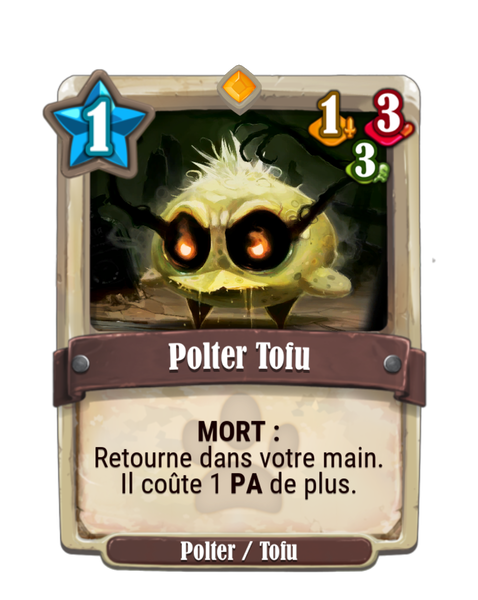 1
1
3
3
Polter Tofu
MORT :
Retourne dans votre main.
Il coûte 1 PA de plus.
Polter / Tofu